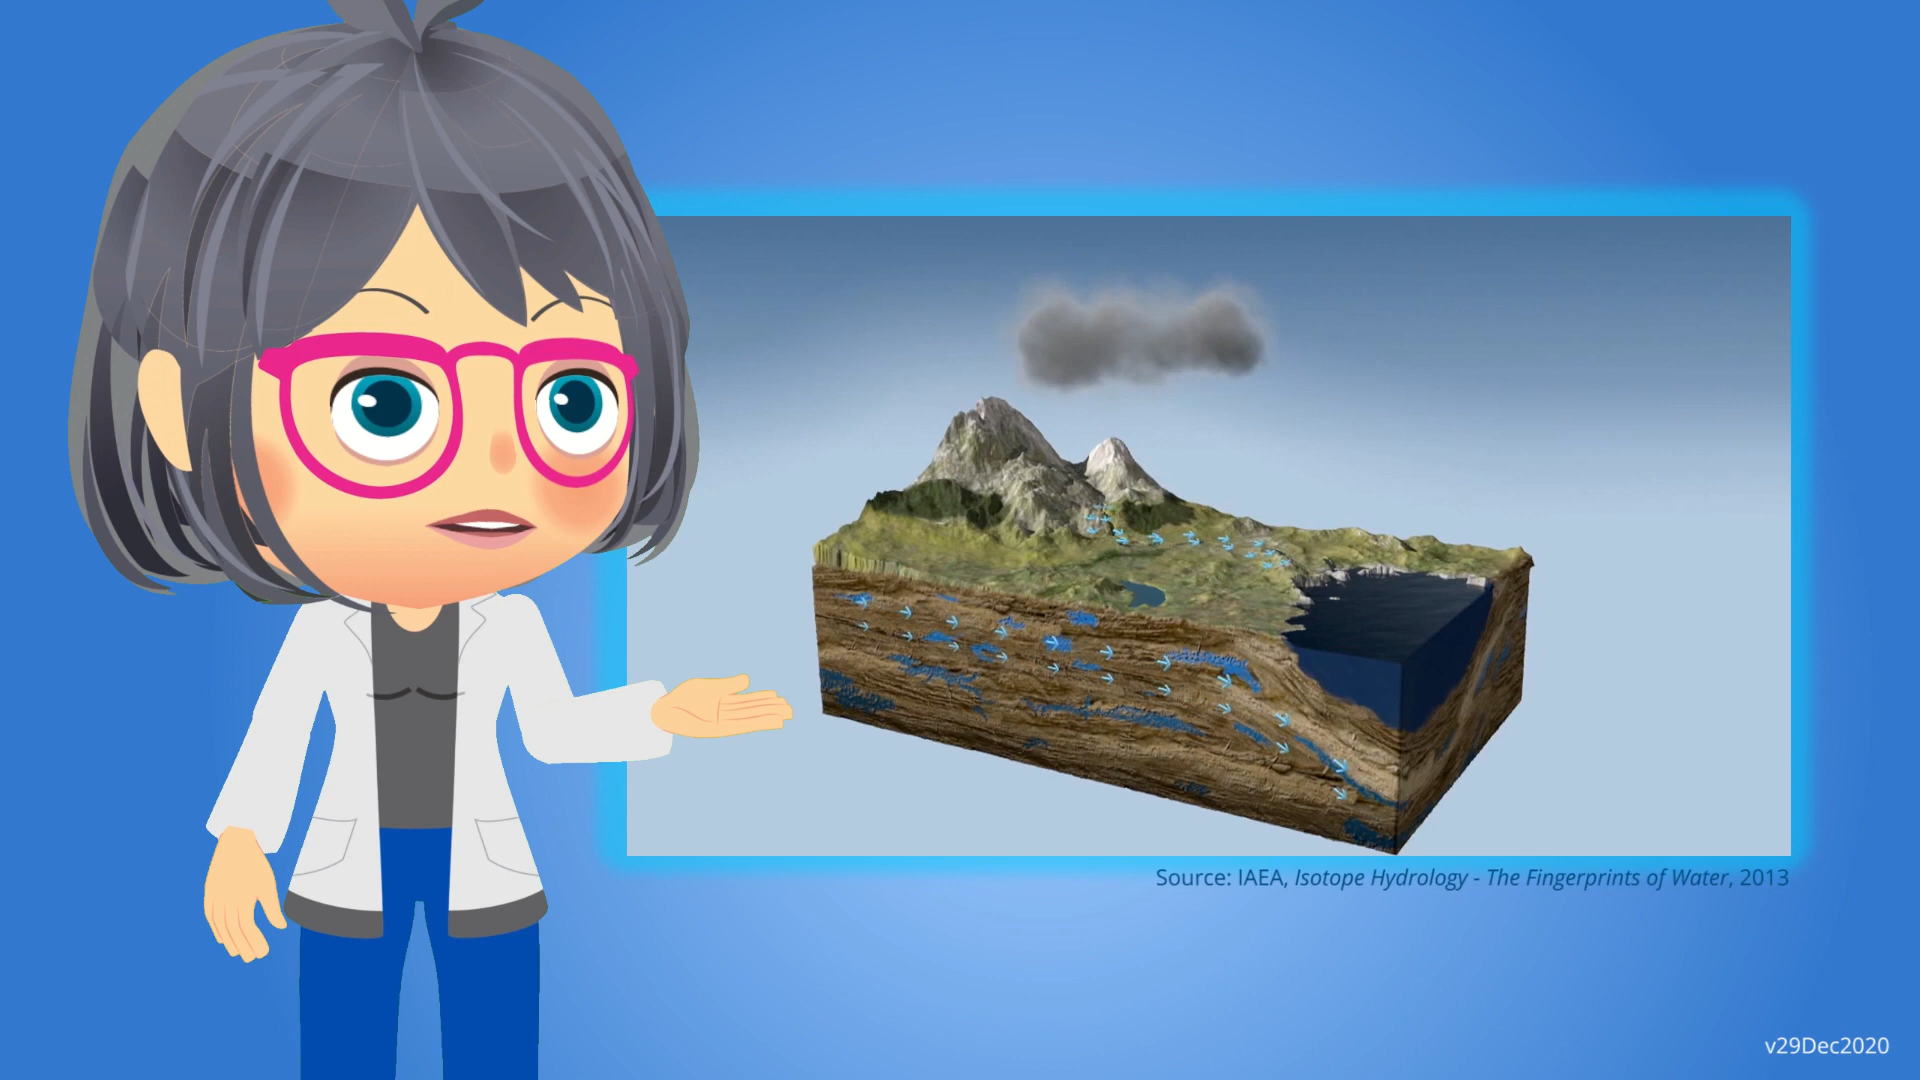 Source: IAEA, Isotope Hydrology - The Fingerprints of Water, 2013
v29Dec2020